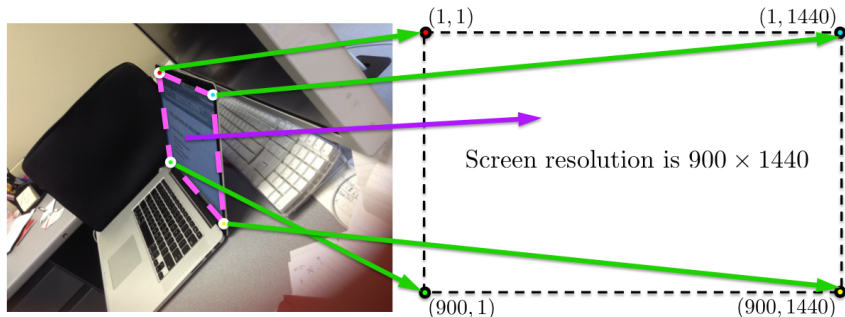 (1, 1)
(1, 1440)
Screen resolution is 900 × 1440
(900, 1)
(900, 1440)